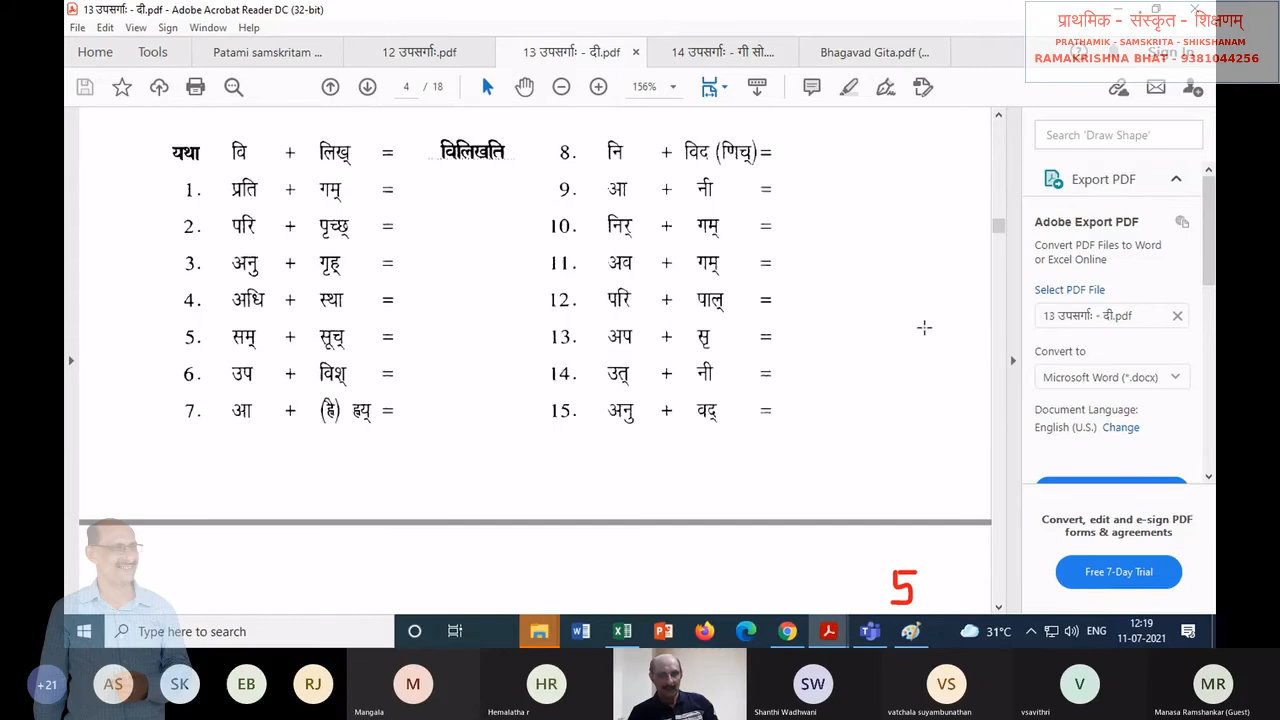 13 उपसर्गाः - दी.pdf - Adobe Acrobat Reader DC (32-bit)
प्राथमिक - संस्कृत - शिक्षणम्
PRATHAMIK - SAMSKRITA - SHIKSHANAM
RAMAKRISHNA BHAT - 9381044256
File Edit View Sign Window Help
Home Tools Patami samskritam ... 12 उपसर्गाः.pdf 13 उपसर्गाः - दी.pdf × 14 उपसर्गाः - गी सो.... Bhagavad Gita.pdf (... Sign In
4 / 18 156%
Search 'Draw Shape'
यथा वि + लिख् = विलिखति 8. नि + विद (णिच्) =
1. प्रति + गम् = 9. आ + नी =
2. परि + पृच्छ् = 10. निर् + गम् =
3. अनु + गृह् = 11. अव + गम् =
4. अधि + स्था = 12. परि + पाल् =
5. सम् + सूच् = 13. अप + सृ =
6. उप + विश् = 14. उत् + नी =
7. आ + (ह्वे) ह्वय् = 15. अनु + वद् =
Export PDF
Adobe Export PDF
Convert PDF Files to Word
or Excel Online
Select PDF File
13 उपसर्गाः - दी.pdf
Convert to
Microsoft Word (*.docx)
Document Language:
English (U.S.) Change
Convert, edit and e-sign PDF
forms & agreements
Free 7-Day Trial
5
Type here to search
31°C ENG 12:19
11-07-2021
+21 AS SK EB RJ M HR SW VS V MR
Mangala Hemalatha r Shanthi Wadhwani vatchala suyambunathan vsavithri Manasa Ramshankar (Guest)